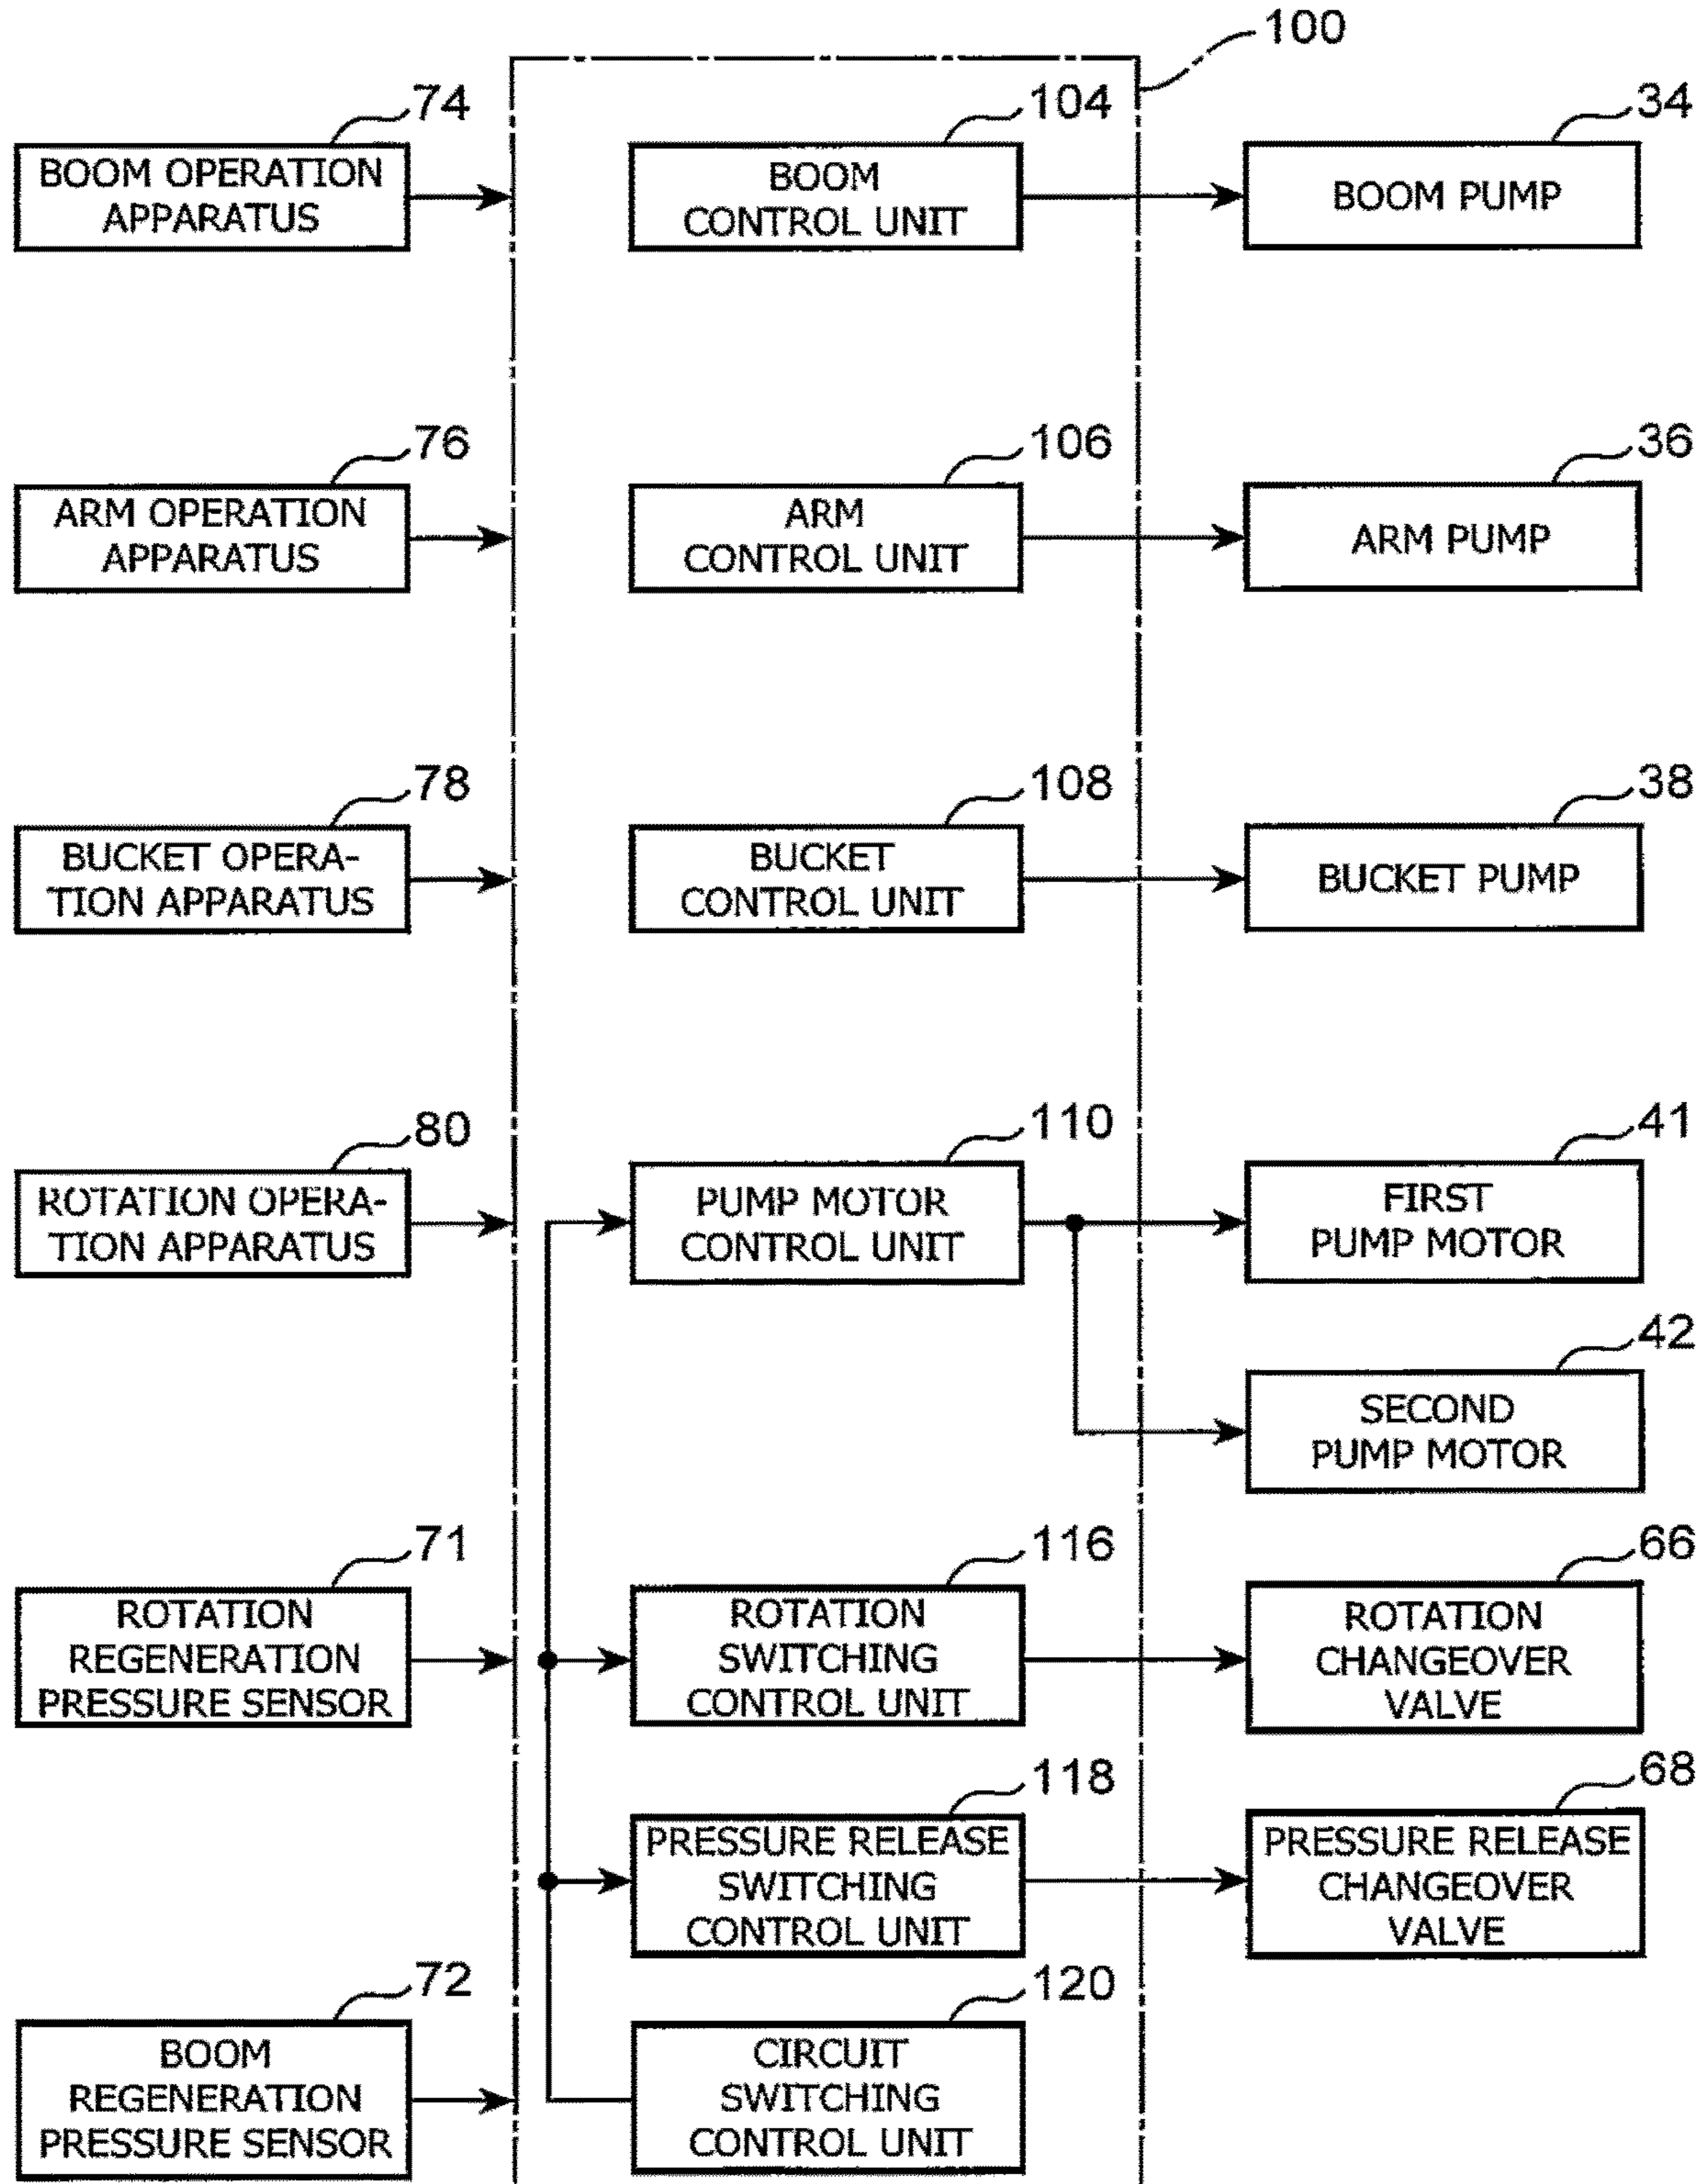 100
74
104
34
BOOM OPERATION
APPARATUS
BOOM
CONTROL UNIT
BOOM PUMP
76
106
36
ARM OPERATION
APPARATUS
ARM
CONTROL UNIT
ARM PUMP
78
108
38
BUCKET OPERA-
TION APPARATUS
BUCKET
CONTROL UNIT
BUCKET PUMP
80
110
41
ROTATION OPERA-
TION APPARATUS
PUMP MOTOR
CONTROL UNIT
FIRST
PUMP MOTOR
42
SECOND
PUMP MOTOR
71
116
66
ROTATION
REGENERATION
PRESSURE SENSOR
ROTATION
SWITCHING
CONTROL UNIT
ROTATION
CHANGEOVER
VALVE
118
68
PRESSURE RELEASE
SWITCHING
CONTROL UNIT
PRESSURE RELEASE
CHANGEOVER
VALVE
72
120
BOOM
REGENERATION
PRESSURE SENSOR
CIRCUIT
SWITCHING
CONTROL UNIT